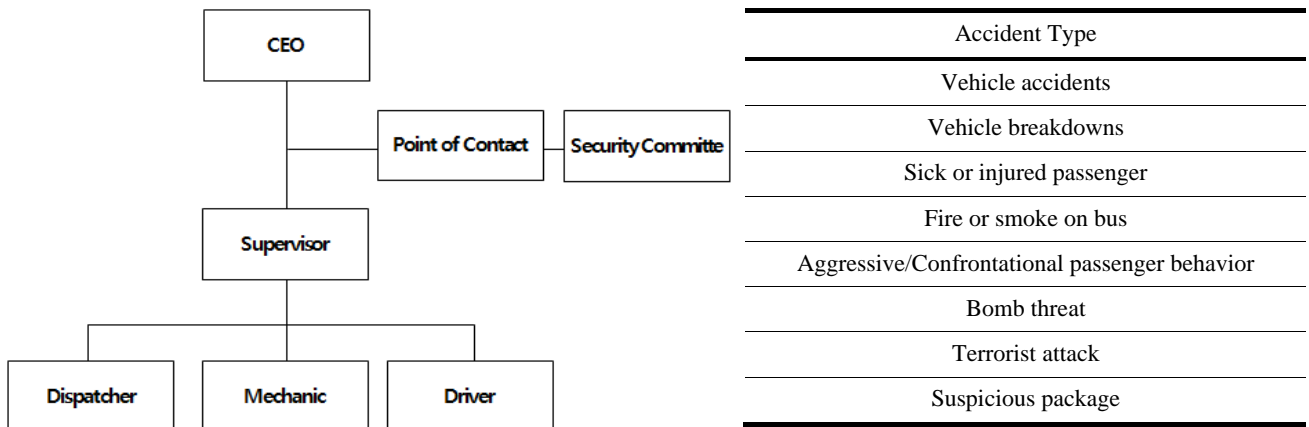 CEO
Point of Contact
Security Committe
Supervisor
Dispatcher
Mechanic
Driver
Accident Type
Vehicle accidents
Vehicle breakdowns
Sick or injured passenger
Fire or smoke on bus
Aggressive/Confrontational passenger behavior
Bomb threat
Terrorist attack
Suspicious package